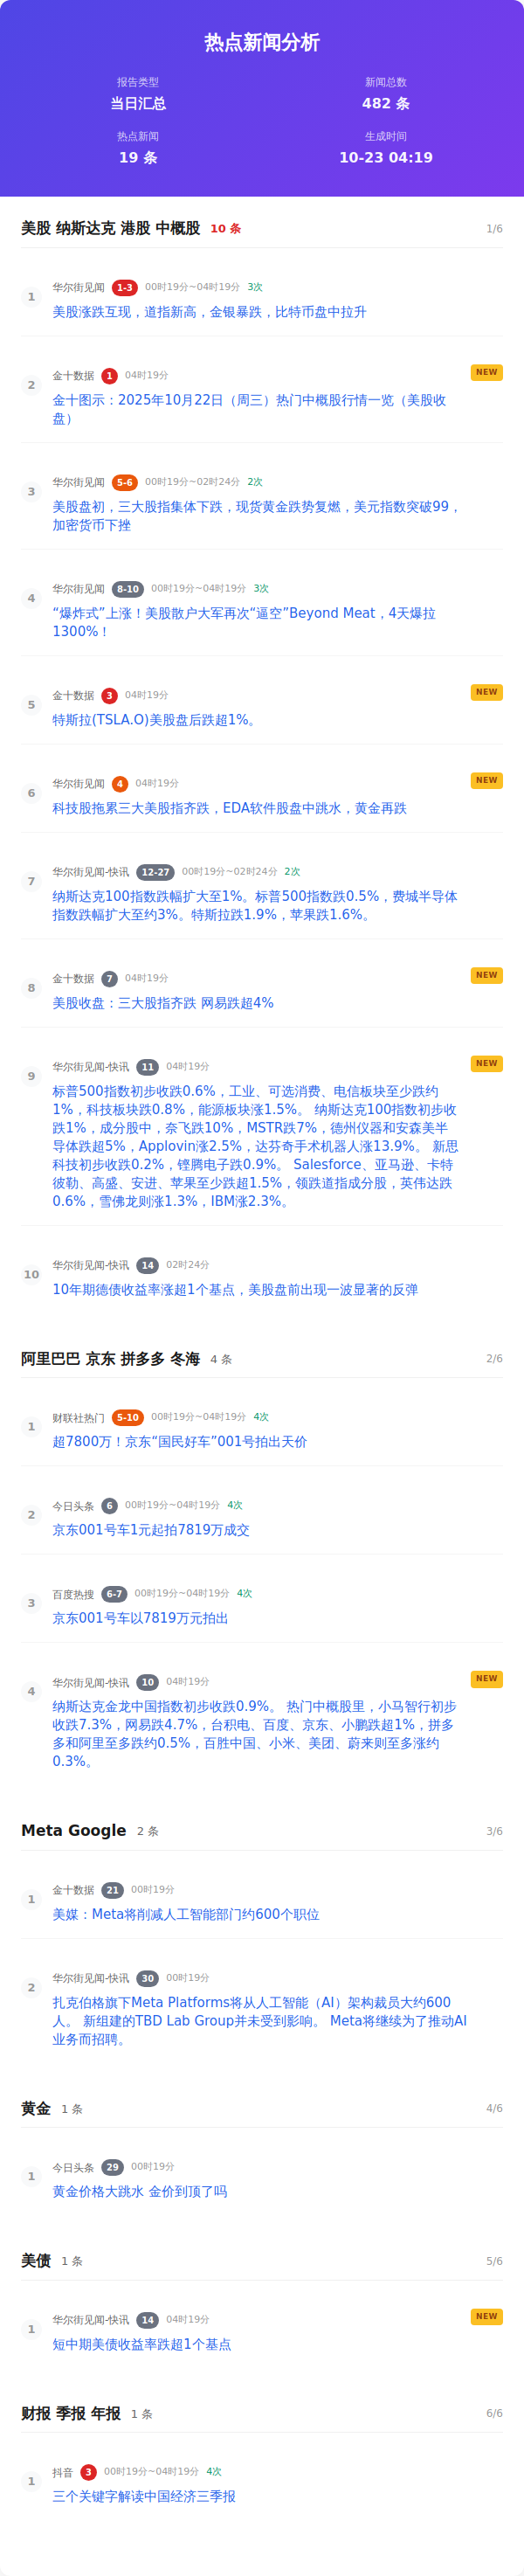 热点新闻分析
报告类型
当日汇总
新闻总数
482 条
热点新闻
19 条
生成时间
10-23 04:19
美股 纳斯达克 港股 中概股 10 条 1/6
1
华尔街见闻 1-3 00时19分~04时19分 3次
美股涨跌互现，道指新高，金银暴跌，比特币盘中拉升
2
金十数据 1 04时19分 NEW
金十图示：2025年10月22日（周三）热门中概股行情一览（美股收
盘）
3
华尔街见闻 5-6 00时19分~02时24分 2次
美股盘初，三大股指集体下跌，现货黄金跌势复燃，美元指数突破99，
加密货币下挫
4
华尔街见闻 8-10 00时19分~04时19分 3次
“爆炸式”上涨！美股散户大军再次“逼空”Beyond Meat，4天爆拉
1300%！
5
金十数据 3 04时19分 NEW
特斯拉(TSLA.O)美股盘后跌超1%。
6
华尔街见闻 4 04时19分 NEW
科技股拖累三大美股指齐跌，EDA软件股盘中跳水，黄金再跌
7
华尔街见闻-快讯 12-27 00时19分~02时24分 2次
纳斯达克100指数跌幅扩大至1%。标普500指数跌0.5%，费城半导体
指数跌幅扩大至约3%。特斯拉跌1.9%，苹果跌1.6%。
8
金十数据 7 04时19分 NEW
美股收盘：三大股指齐跌 网易跌超4%
9
华尔街见闻-快讯 11 04时19分 NEW
标普500指数初步收跌0.6%，工业、可选消费、电信板块至少跌约
1%，科技板块跌0.8%，能源板块涨1.5%。 纳斯达克100指数初步收
跌1%，成分股中，奈飞跌10%，MSTR跌7%，德州仪器和安森美半
导体跌超5%，Applovin涨2.5%，达芬奇手术机器人涨13.9%。 新思
科技初步收跌0.2%，铿腾电子跌0.9%。 Salesforce、亚马逊、卡特
彼勒、高盛、安进、苹果至少跌超1.5%，领跌道指成分股，英伟达跌
0.6%，雪佛龙则涨1.3%，IBM涨2.3%。
10
华尔街见闻-快讯 14 02时24分
10年期德债收益率涨超1个基点，美股盘前出现一波显著的反弹
阿里巴巴 京东 拼多多 冬海 4 条 2/6
1
财联社热门 5-10 00时19分~04时19分 4次
超7800万！京东“国民好车”001号拍出天价
2
今日头条 6 00时19分~04时19分 4次
京东001号车1元起拍7819万成交
3
百度热搜 6-7 00时19分~04时19分 4次
京东001号车以7819万元拍出
4
华尔街见闻-快讯 10 04时19分 NEW
纳斯达克金龙中国指数初步收跌0.9%。 热门中概股里，小马智行初步
收跌7.3%，网易跌4.7%，台积电、百度、京东、小鹏跌超1%，拼多
多和阿里至多跌约0.5%，百胜中国、小米、美团、蔚来则至多涨约
0.3%。
Meta Google 2 条 3/6
1
金十数据 21 00时19分
美媒：Meta将削减人工智能部门约600个职位
2
华尔街见闻-快讯 30 00时19分
扎克伯格旗下Meta Platforms将从人工智能（AI）架构裁员大约600
人。 新组建的TBD Lab Group并未受到影响。 Meta将继续为了推动AI
业务而招聘。
黄金 1 条 4/6
1
今日头条 29 00时19分
黄金价格大跳水 金价到顶了吗
美债 1 条 5/6
1
华尔街见闻-快讯 14 04时19分 NEW
短中期美债收益率跌超1个基点
财报 季报 年报 1 条 6/6
1
抖音 3 00时19分~04时19分 4次
三个关键字解读中国经济三季报